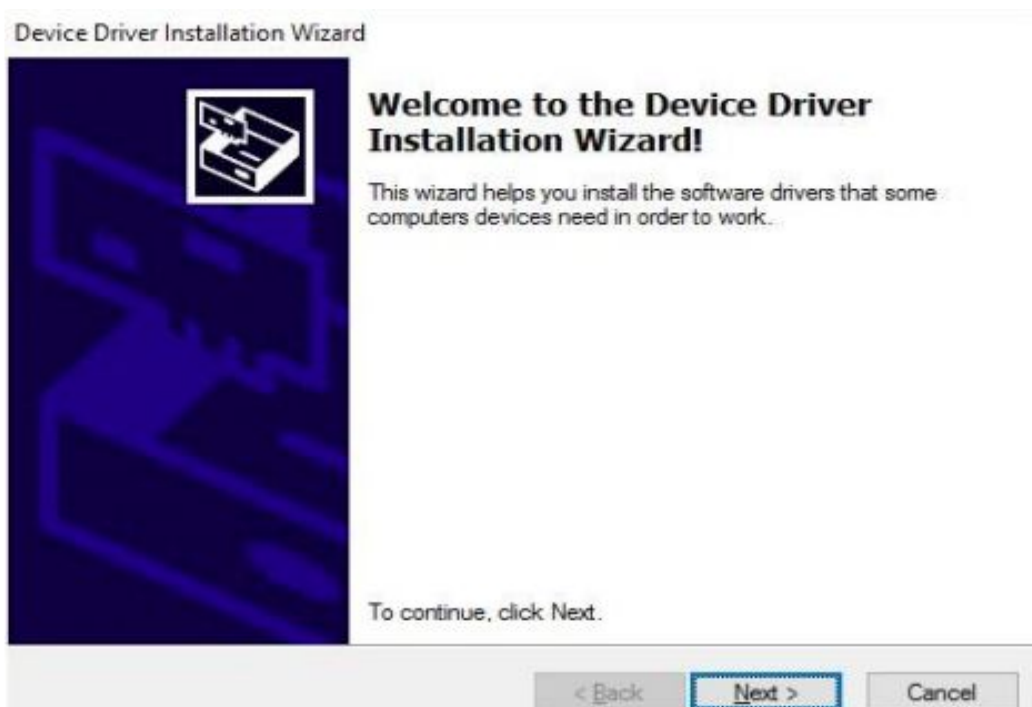 Device Driver Installation Wizard
Welcome to the Device Driver
Installation Wizard!
This wizard helps you install the software drivers that some
computers devices need in order to work.
To continue, click Next.
< Back
Next >
Cancel